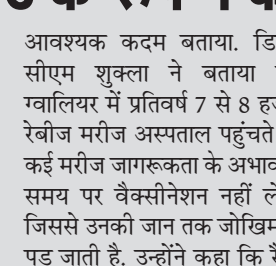 आवश्यक कदम बताया. डि
सीएम शुक्ला ने बताया
ग्वालियर में प्रतिवर्ष 7 से 8 हज
रेबीज मरीज अस्पताल पहुंचते
कई मरीज जागरूकता के अभाव
समय पर वैक्सीनेशन नहीं ले
जिससे उनकी जान तक जोखिम
पड़ जाती है. उन्होंने कहा कि रै